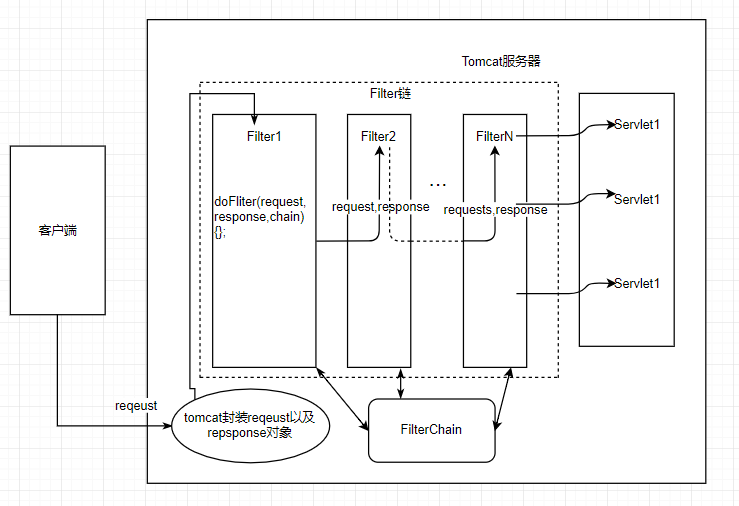 Tomcat服务器
Filter链
Filter1
Filter2
FilterN
Servlet1
doFliter(request,
response,chain)
{};
...
request,response
requests,response
Servlet1
客户端
Servlet1
reqeust
tomcat封装reqeust以及
repsponse对象
FilterChain